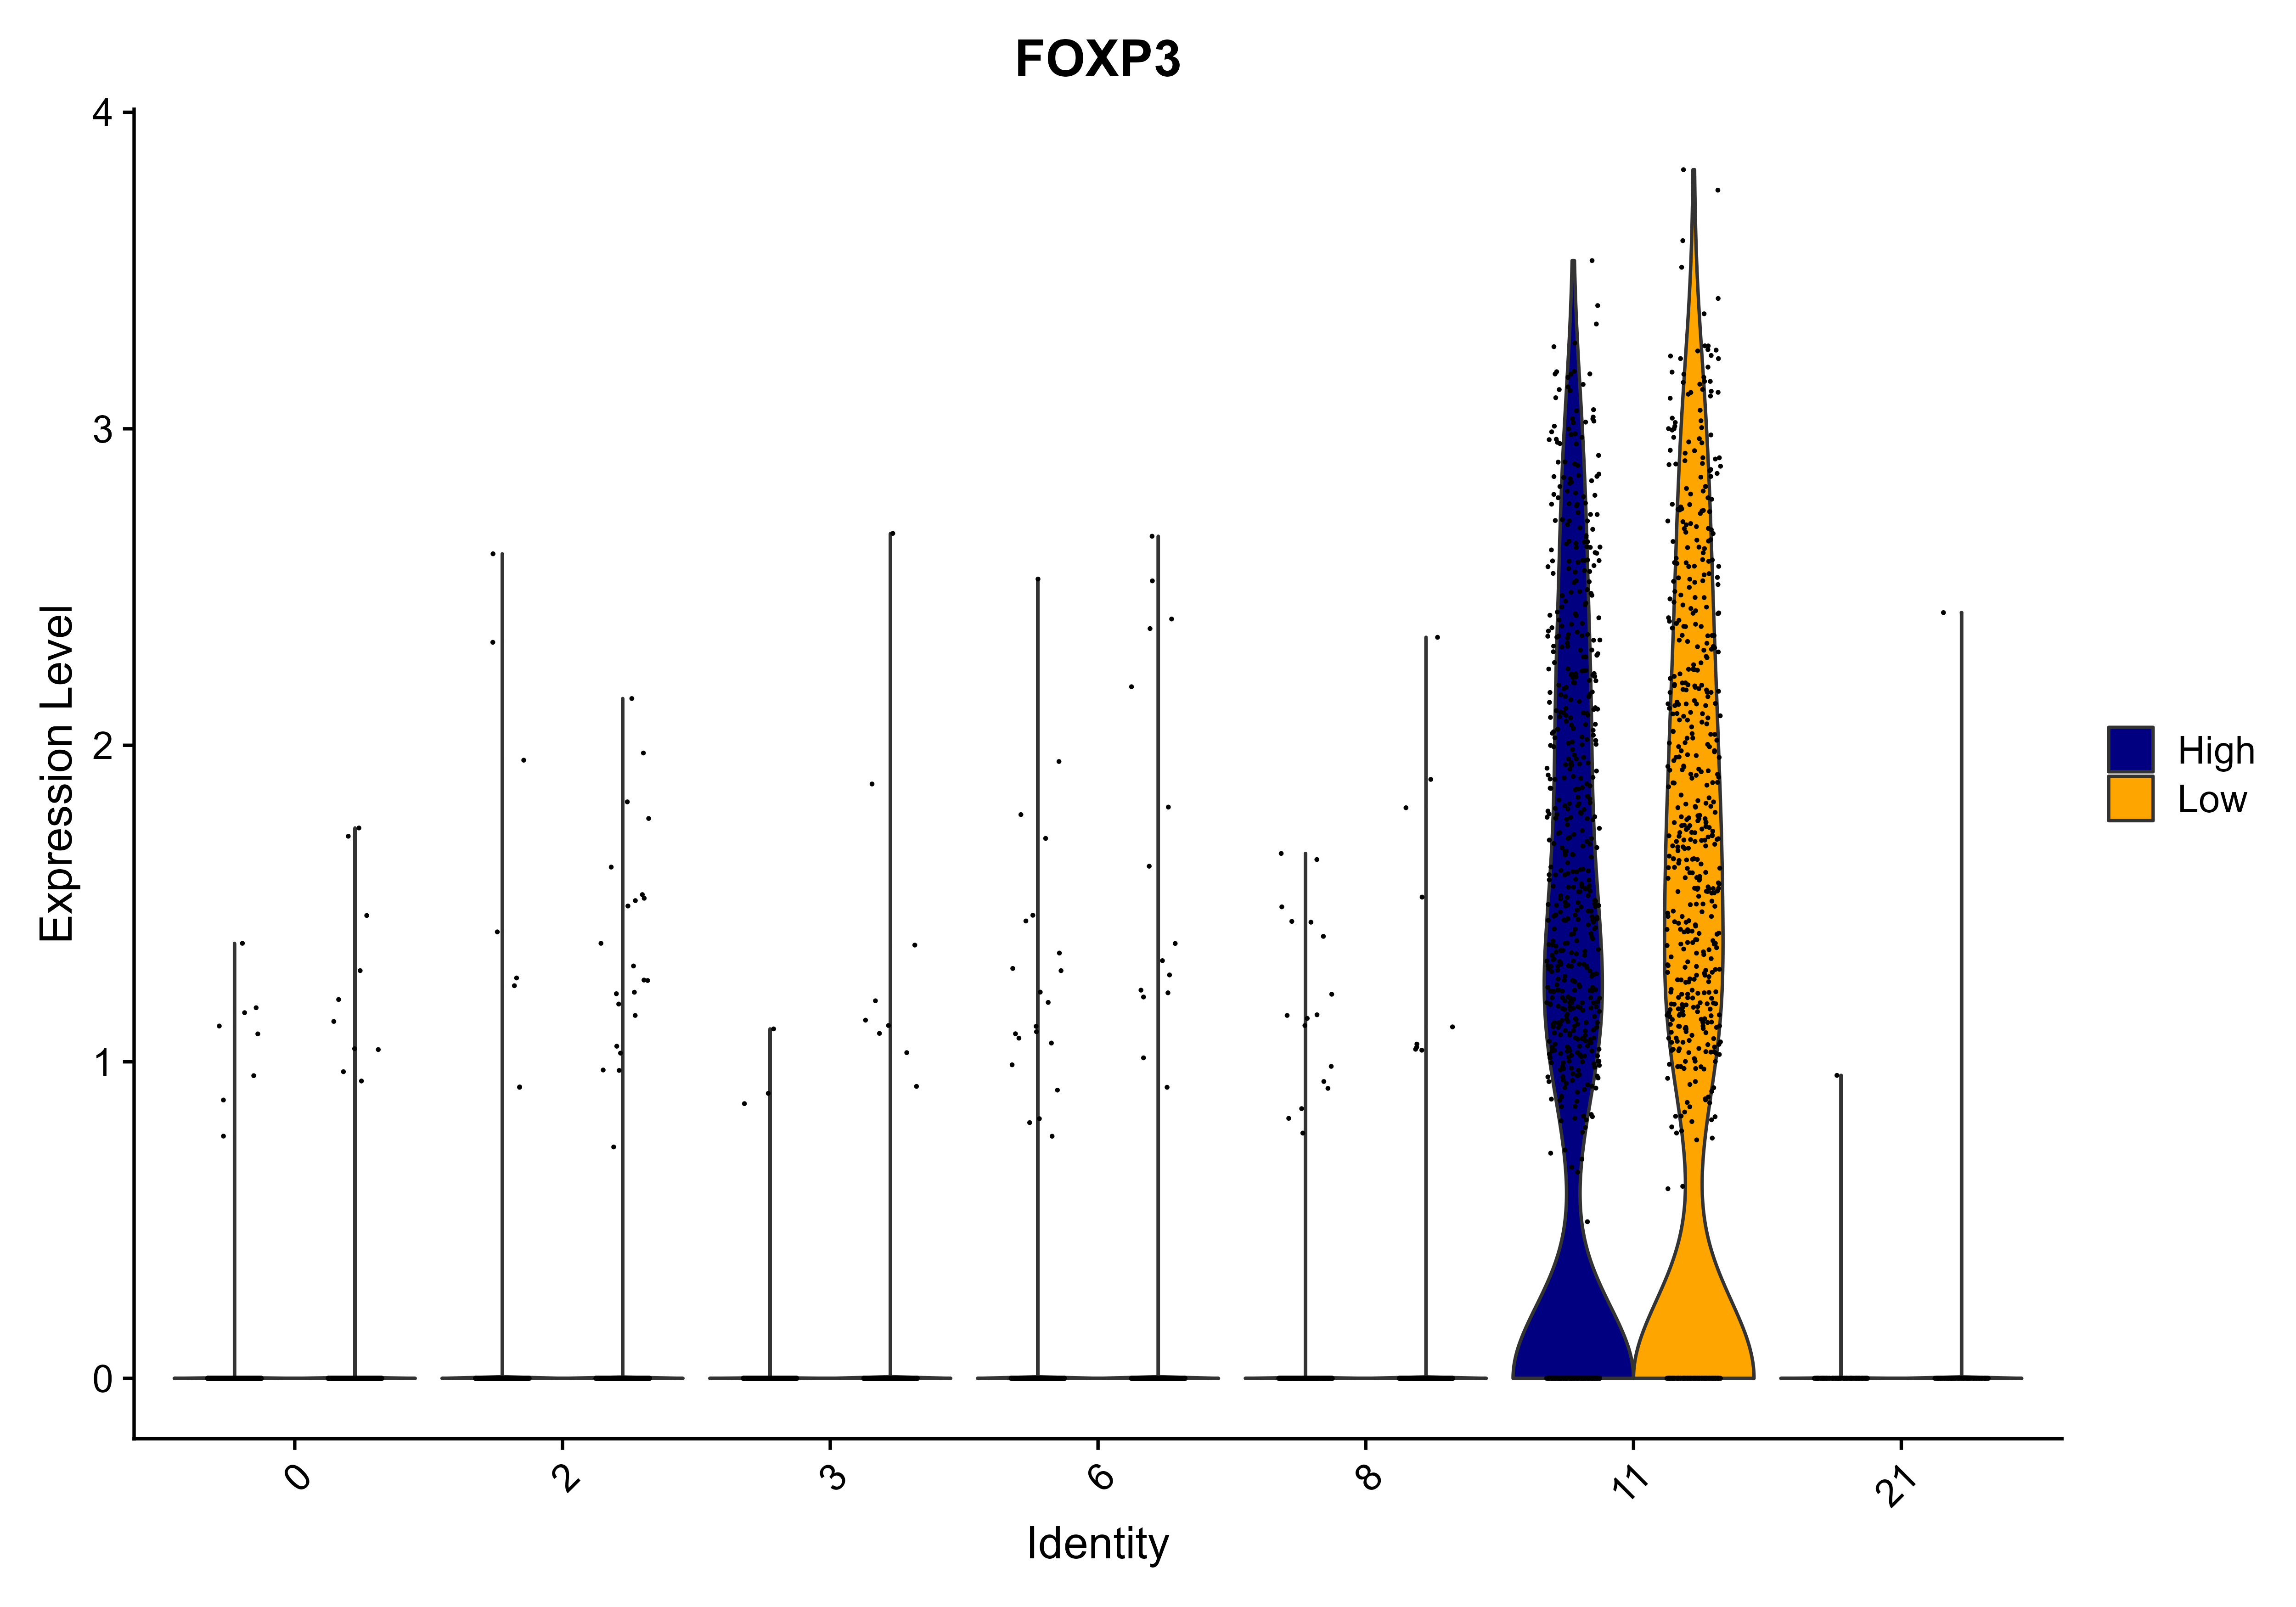 FOXP3
Expression Level
4
3
2
1
0
0 2 3 6 8 11 21
Identity
High
Low